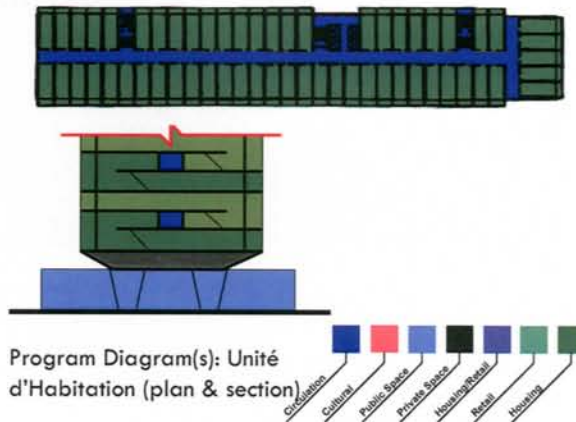 Program Diagram(s): Unité
d'Habitation (plan & section)
Circulation
Cultural
Public Space
Private Space
Housing/Retail
Retail
Housing